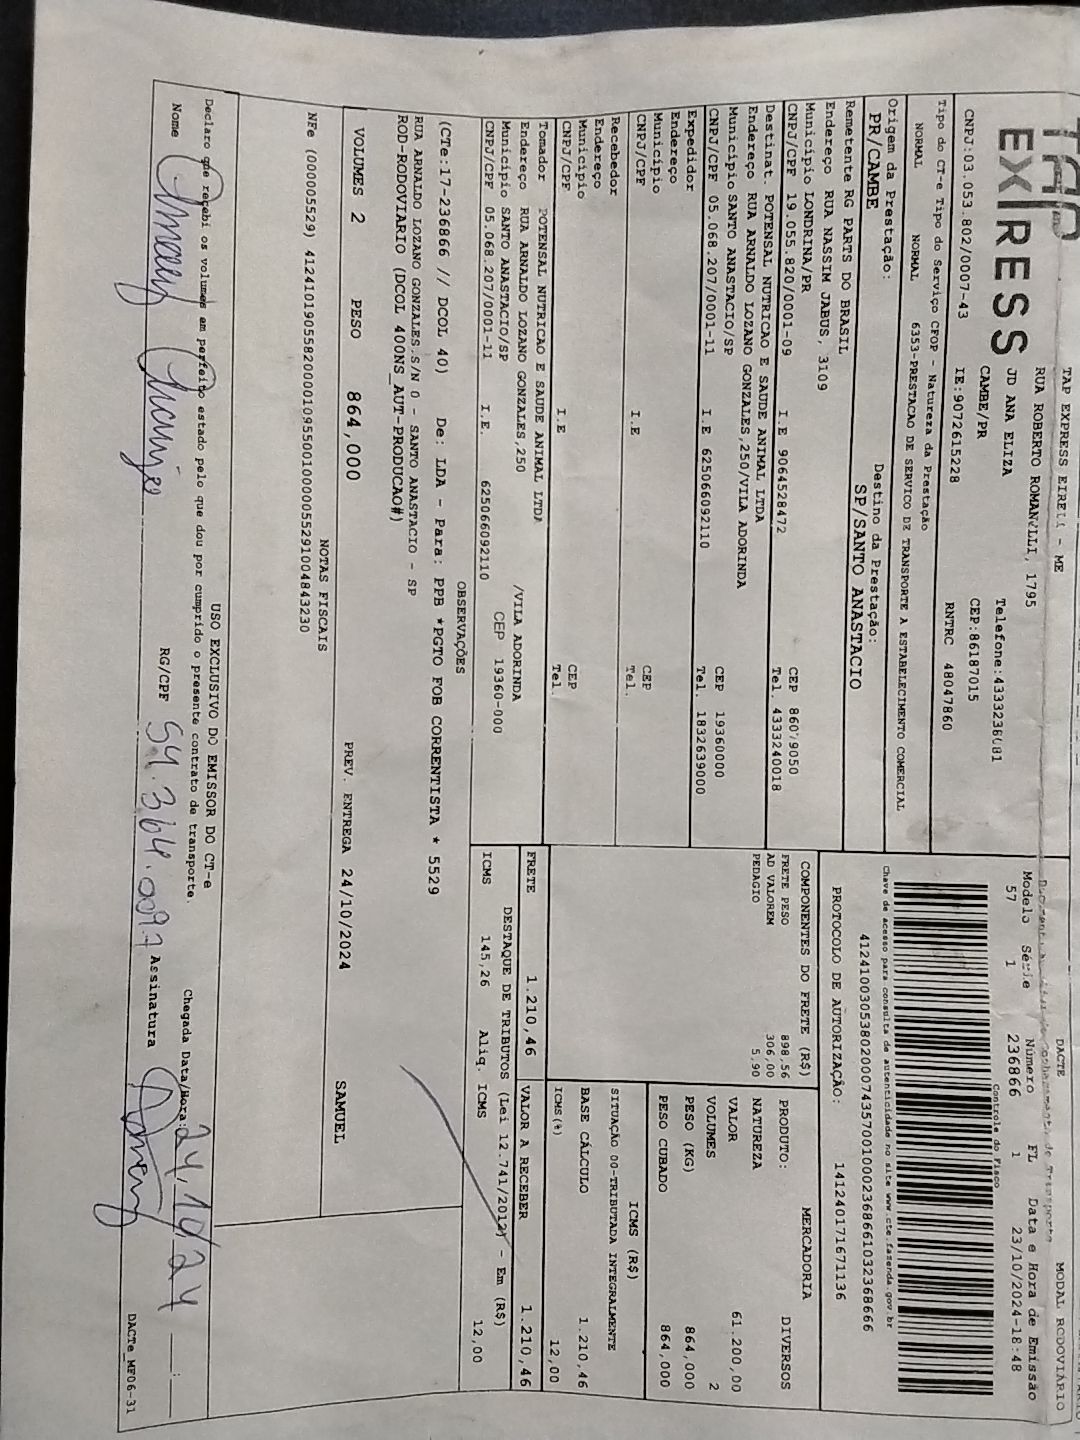 TAP EXPRESS
TAP EXPRESS EIRELI - ME
RUA ROBERTO ROMANELLI, 1795
JD ANA ELIZA Telefone:4333236081
CAMBE/PR CEP:86187015
CNPJ:03.053.802/0007-43 IE:9072615228 RNTRC 48047860
Tipo do CT-e Tipo do Serviço CFOP - Natureza da Prestação
NORMAL NORMAL 6353-PRESTACAO DE SERVICO DE TRANSPORTE A ESTABELECIMENTO COMERCIAL
Origem da Prestação: Destino da Prestação:
PR/CAMBE SP/SANTO ANASTACIO
DACTE MODAL RODOVIÁRIO
Modelo Série Número FL Data e Hora de Emissão
57 1 236866 1 23/10/2024-18:48
Controle do Fisco
Chave de acesso para consulta de autenticidade no site www.cte.fazenda.gov.br
41241003053802000743570010002368661032368666
PROTOCOLO DE AUTORIZAÇÃO: 141240171671136
Remetente RG PARTS DO BRASIL
Endereço RUA NASSIM JABUS, 3109
Município LONDRINA/PR CEP 86079050
CNPJ/CPF 19.055.820/0001-09 I.E 9064528472 Tel. 4333240018
Destinat. POTENSAL NUTRICAO E SAUDE ANIMAL LTDA
Endereço RUA ARNALDO LOZANO GONZALES,250/VILA ADORINDA
Município SANTO ANASTACIO/SP CEP 19360000
CNPJ/CPF 05.068.207/0001-11 I.E 625066092110 Tel. 1832639000
Expedidor
Endereço
Município CEP
CNPJ/CPF I.E Tel.
Recebedor
Endereço
Município CEP
CNPJ/CPF I.E Tel.
Tomador POTENSAL NUTRICAO E SAUDE ANIMAL LTDA
Endereço RUA ARNALDO LOZANO GONZALES,250 /VILA ADORINDA
Município SANTO ANASTACIO/SP CEP 19360-000
CNPJ/CPF 05.068.207/0001-11 I.E. 625066092110
COMPONENTES DO FRETE (R$)
FRETE PESO 898,56
AD VALOREM 306,00
PEDAGIO 5,90
MERCADORIA
PRODUTO: DIVERSOS
NATUREZA
VALOR 61.200,00
VOLUMES 2
PESO (KG) 864,000
PESO CUBADO 864,000
ICMS (R$)
SITUAÇÃO 00-TRIBUTADA INTEGRALMENTE
BASE CÁLCULO 1.210,46
ICMS(%) 12,00
FRETE 1.210,46 VALOR A RECEBER 1.210,46
DESTAQUE DE TRIBUTOS (Lei 12.741/2012) - Em (R$)
ICMS 145,26 Aliq. ICMS 12,00
OBSERVAÇÕES
(CTe:17-236866 // DCOL 40) De: LDA - Para: PPB *PGTO FOB CORRENTISTA * 5529
RUA ARNALDO LOZANO GONZALES,S/N 0 - SANTO ANASTACIO - SP
ROD-RODOVIARIO (DCOL 400NS_AUT-PRODUCAO#)
VOLUMES 2 PESO 864,000 PREV. ENTREGA 24/10/2024 SAMUEL
NOTAS FISCAIS
NFe (000005529) 41241019055820000109550010000055291004843230
USO EXCLUSIVO DO EMISSOR DO CT-e
Declaro que recebi os volumes em perfeito estado pelo que dou por cumprido o presente contrato de transporte. Chegada Data/Hora: 24/10/24
Nome RG/CPF 54.364.009-7 Assinatura
DACTe_MF06-31